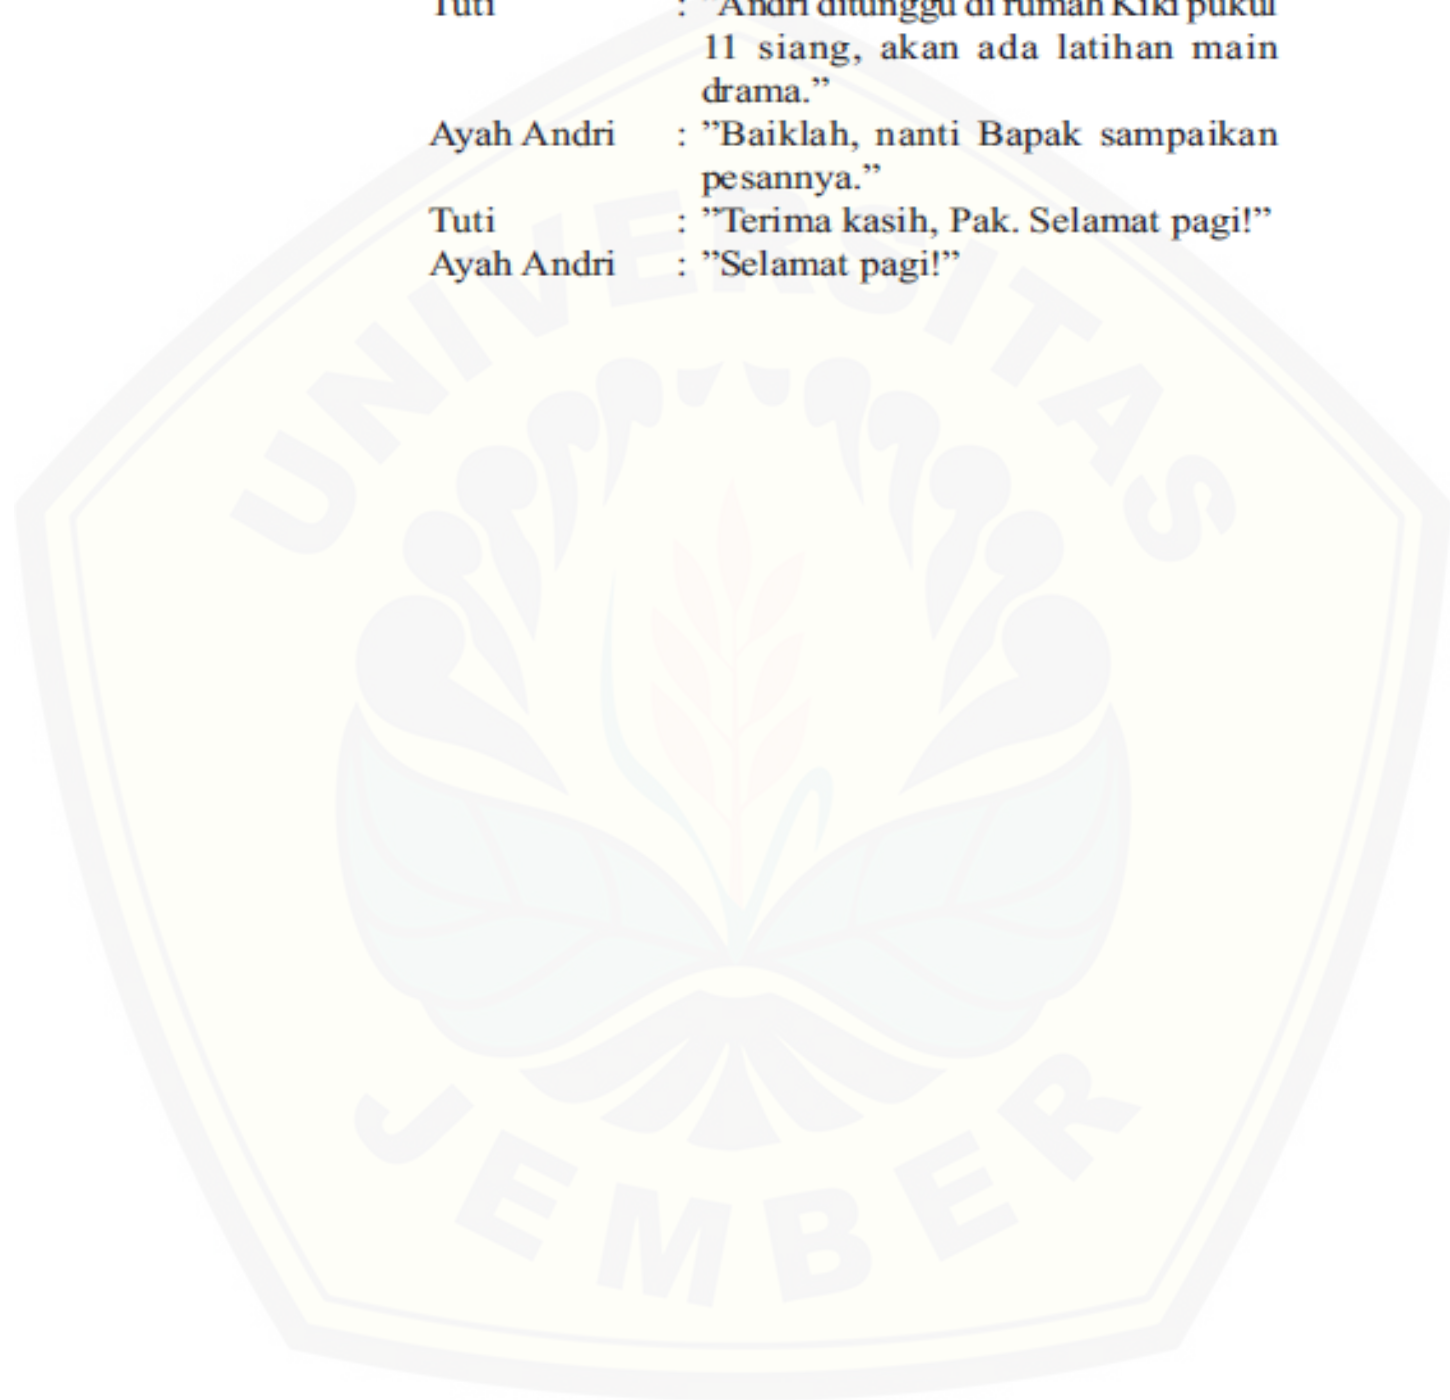 Tuti : ”Andri ditunggu di rumah Kiki pukul
11 siang, akan ada latihan main
drama.”
Ayah Andri : ”Baiklah, nanti Bapak sampaikan
pesannya.”
Tuti : ”Terima kasih, Pak. Selamat pagi!”
Ayah Andri : ”Selamat pagi!”
UNIVERSITAS
JEMBER